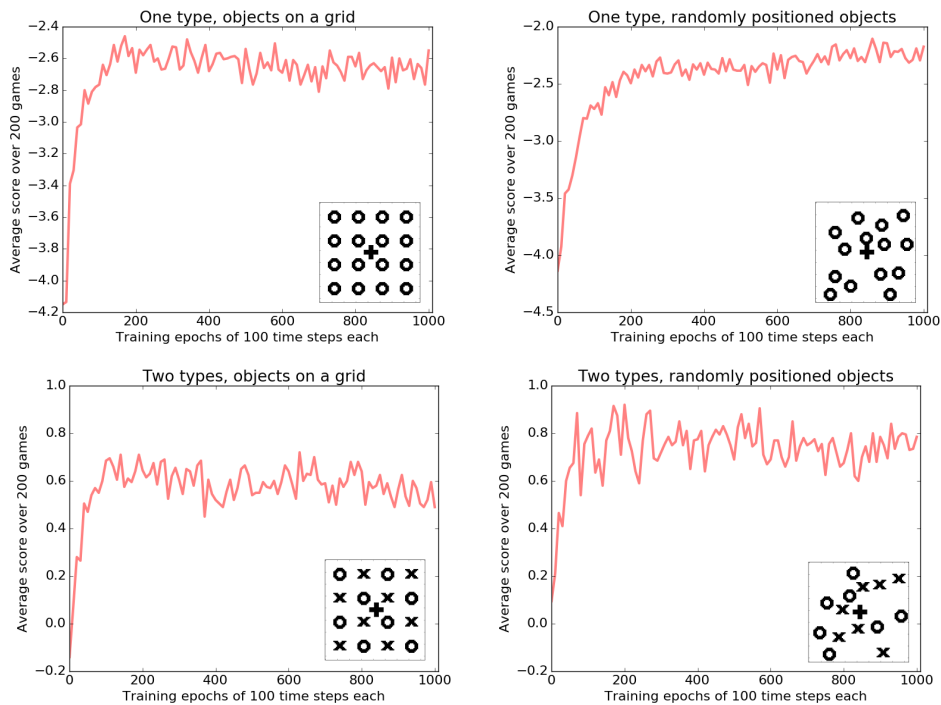 One type, objects on a grid
−2.4
−2.6
−2.8
−3.0
−3.2
−3.4
−3.6
−3.8
−4.0
−4.2
Average score over 200 games
0 200 400 600 800 1000
Training epochs of 100 time steps each
One type, randomly positioned objects
−2.0
−2.5
−3.0
−3.5
−4.0
−4.5
Average score over 200 games
0 200 400 600 800 1000
Training epochs of 100 time steps each
Two types, objects on a grid
1.0
0.8
0.6
0.4
0.2
0.0
−0.2
Average score over 200 games
0 200 400 600 800 1000
Training epochs of 100 time steps each
Two types, randomly positioned objects
1.0
0.8
0.6
0.4
0.2
0.0
−0.2
Average score over 200 games
0 200 400 600 800 1000
Training epochs of 100 time steps each